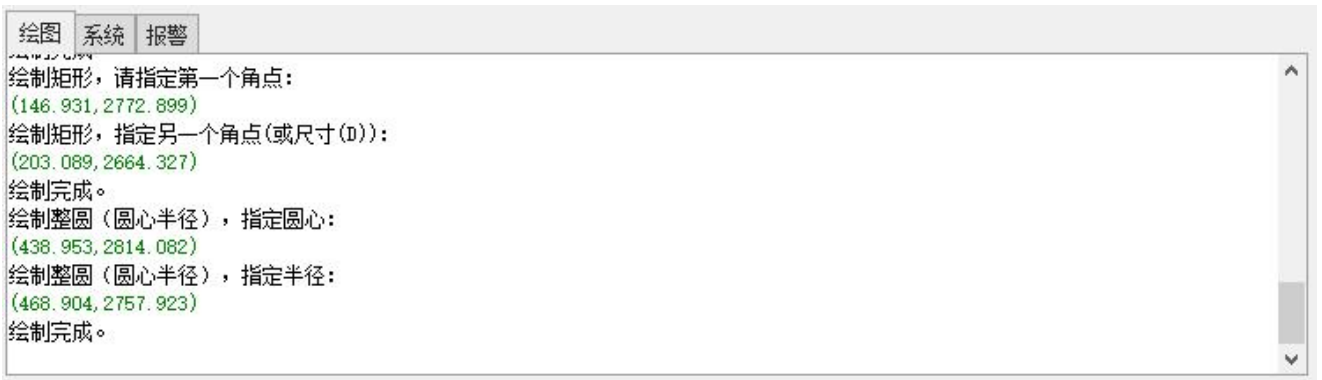 绘图 系统 报警
绘制完成
绘制矩形，请指定第一个角点：
(146.931,2772.899)
绘制矩形，指定另一个角点(或尺寸(D))：
(203.089,2664.327)
绘制完成。
绘制整圆（圆心半径），指定圆心：
(438.953,2814.082)
绘制整圆（圆心半径），指定半径：
(468.904,2757.923)
绘制完成。